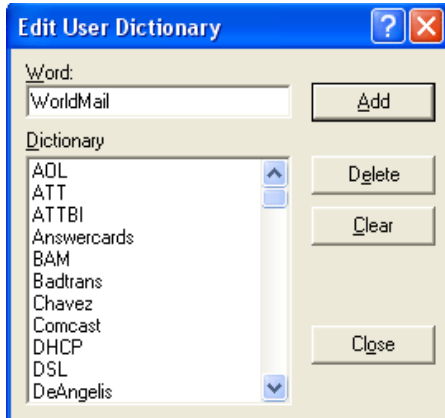 Edit User Dictionary
Word:
WorldMail
Add
Dictionary
AOL
ATT
ATTBI
Answercards
BAM
Badtrans
Chavez
Comcast
DHCP
DSL
DeAngelis
Delete
Clear
Close